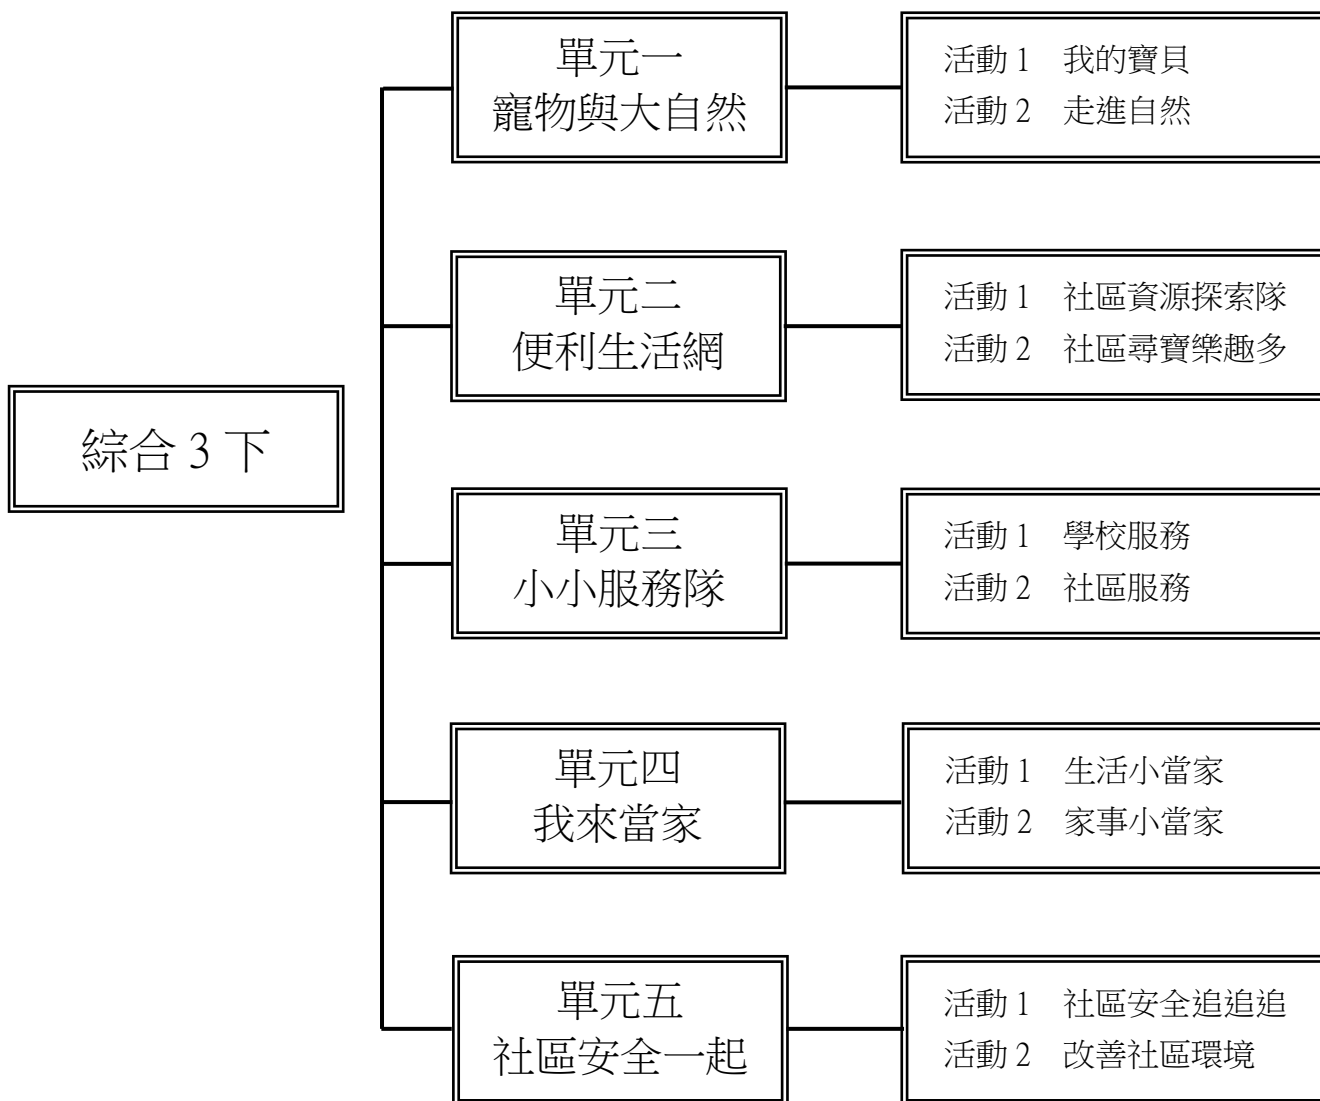 綜合 3 下
單元一
寵物與大自然
活動 1　我的寶貝
活動 2　走進自然
單元二
便利生活網
活動 1　社區資源探索隊
活動 2　社區尋寶樂趣多
單元三
小小服務隊
活動 1　學校服務
活動 2　社區服務
單元四
我來當家
活動 1　生活小當家
活動 2　家事小當家
單元五
社區安全一起
活動 1　社區安全追追追
活動 2　改善社區環境